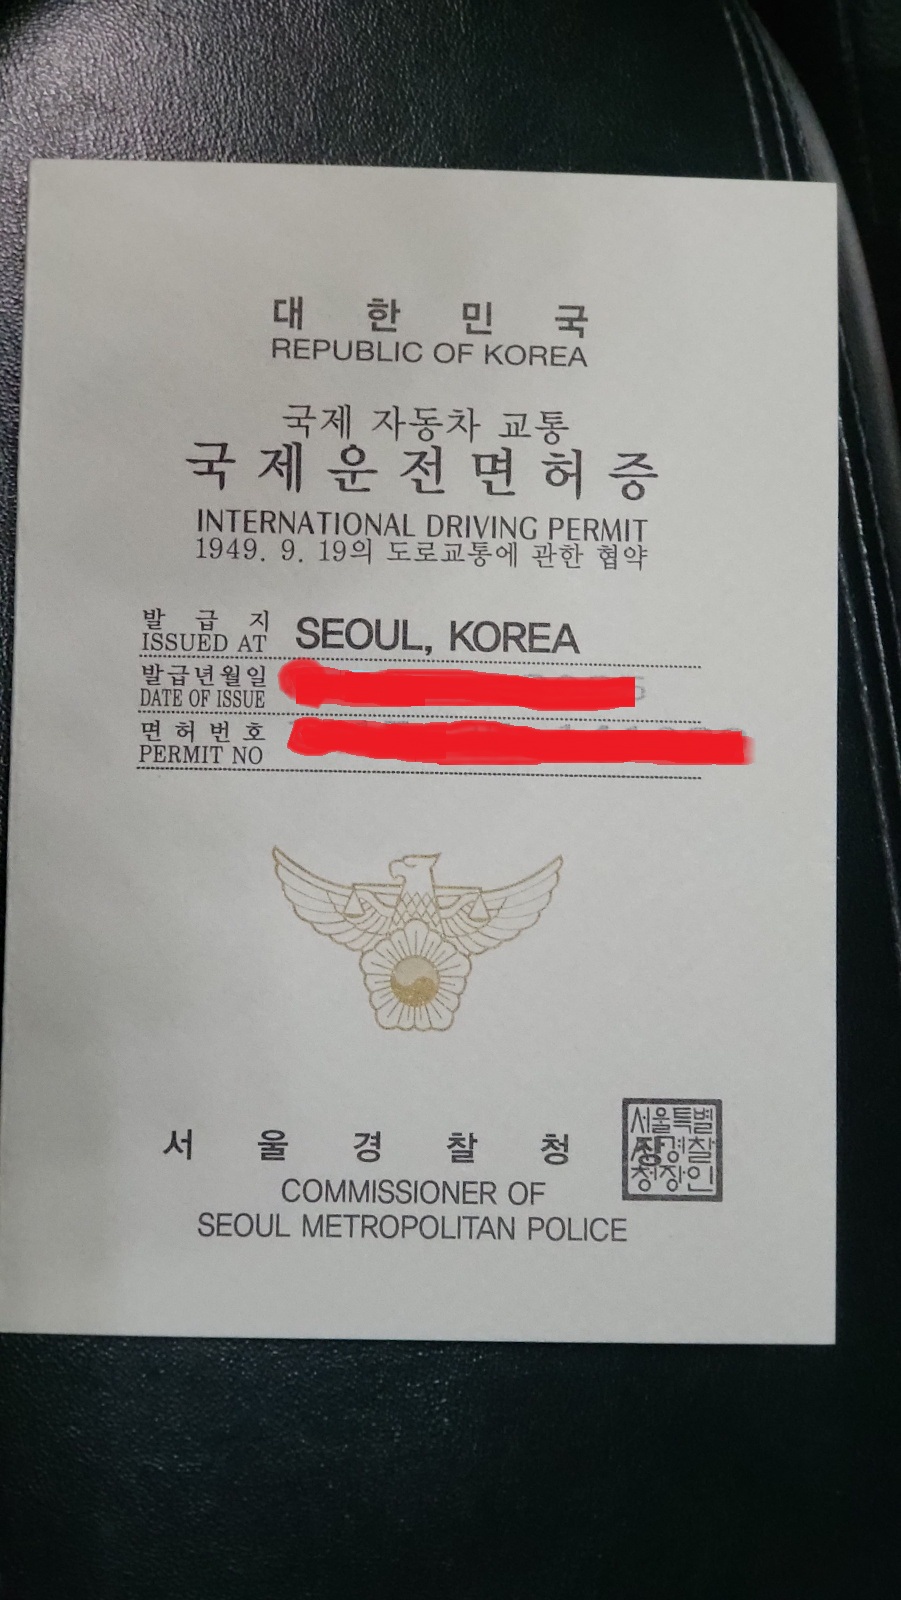 대 한 민 국
REPUBLIC OF KOREA
국제 자동차 교통
국 제 운 전 면 허 증
INTERNATIONAL DRIVING PERMIT
1949. 9. 19의 도로교통에 관한 협약
발 급 지
ISSUED AT SEOUL, KOREA
발급년월일
DATE OF ISSUE
면 허 번 호
PERMIT NO
서 울 경 찰 청 장
COMMISSIONER OF
SEOUL METROPOLITAN POLICE
서울특별
시경찰
청장인